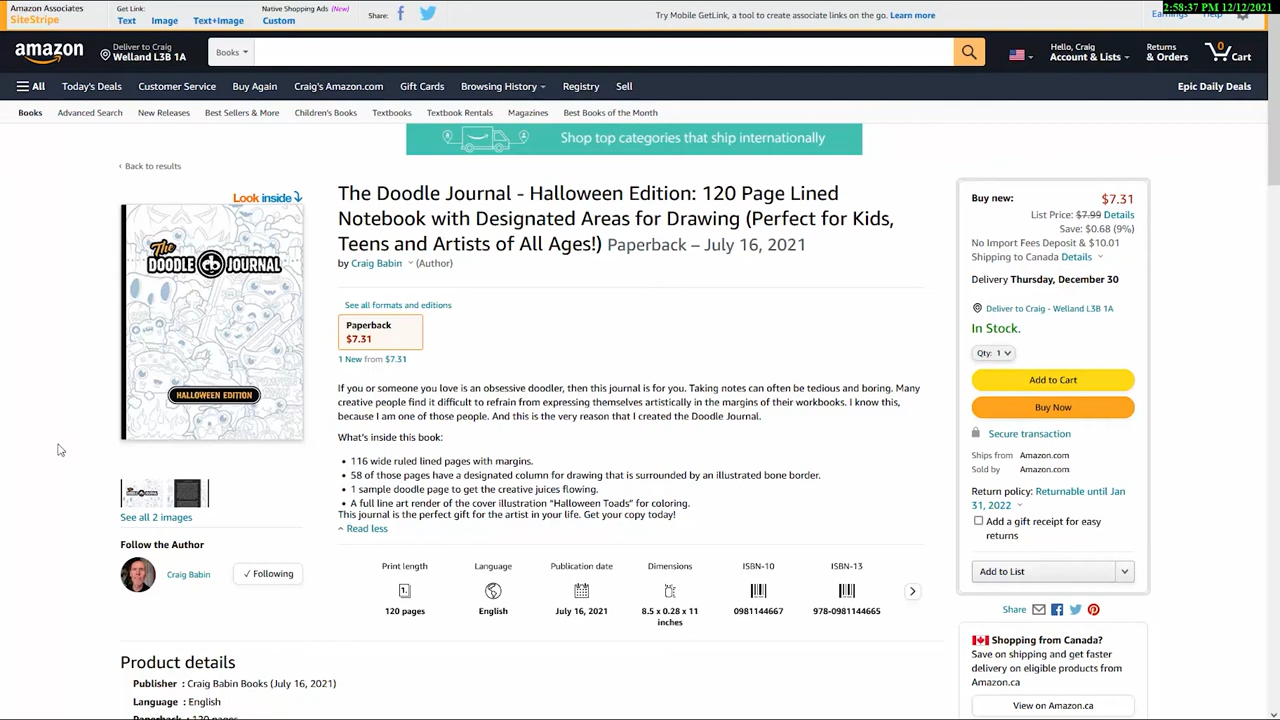 Amazon Associates
SiteStripe
Get Link:
Text Image Text+Image
Native Shopping Ads (New)
Custom
Share:
Try Mobile GetLink, a tool to create associate links on the go. Learn more
2:58:37 PM 12/12/2021
Earnings Help
amazon
Deliver to Craig
Welland L3B 1A
Books
Hello, Craig
Account & Lists
Returns
& Orders
0
Cart
All Today's Deals Customer Service Buy Again Craig's Amazon.com Gift Cards Browsing History Registry Sell Epic Daily Deals
Books Advanced Search New Releases Best Sellers & More Children's Books Textbooks Textbook Rentals Magazines Best Books of the Month
Shop top categories that ship internationally
‹ Back to results
Look inside
The
DOODLE JOURNAL
HALLOWEEN EDITION
See all 2 images
Follow the Author
Craig Babin
✓ Following
The Doodle Journal - Halloween Edition: 120 Page Lined
Notebook with Designated Areas for Drawing (Perfect for Kids,
Teens and Artists of All Ages!) Paperback – July 16, 2021
by Craig Babin (Author)
See all formats and editions
Paperback
$7.31
1 New from $7.31
If you or someone you love is an obsessive doodler, then this journal is for you. Taking notes can often be tedious and boring. Many
creative people find it difficult to refrain from expressing themselves artistically in the margins of their workbooks. I know this,
because I am one of those people. And this is the very reason that I created the Doodle Journal.
What's inside this book:
• 116 wide ruled lined pages with margins.
• 58 of those pages have a designated column for drawing that is surrounded by an illustrated bone border.
• 1 sample doodle page to get the creative juices flowing.
• A full line art render of the cover illustration "Halloween Toads" for coloring.
This journal is the perfect gift for the artist in your life. Get your copy today!
Read less
Print length
120 pages
Language
English
Publication date
July 16, 2021
Dimensions
8.5 x 0.28 x 11
inches
ISBN-10
0981144667
ISBN-13
978-0981144665
Product details
Publisher : Craig Babin Books (July 16, 2021)
Language : English
Paperback : 120 pages
Buy new: $7.31
List Price: $7.99 Details
Save: $0.68 (9%)
No Import Fees Deposit & $10.01
Shipping to Canada Details
Delivery Thursday, December 30
Deliver to Craig - Welland L3B 1A
In Stock.
Qty: 1
Add to Cart
Buy Now
Secure transaction
Ships from Amazon.com
Sold by Amazon.com
Return policy: Returnable until Jan
31, 2022
Add a gift receipt for easy
returns
Add to List
Share
Shopping from Canada?
Save on shipping and get faster
delivery on eligible products from
Amazon.ca
View on Amazon.ca